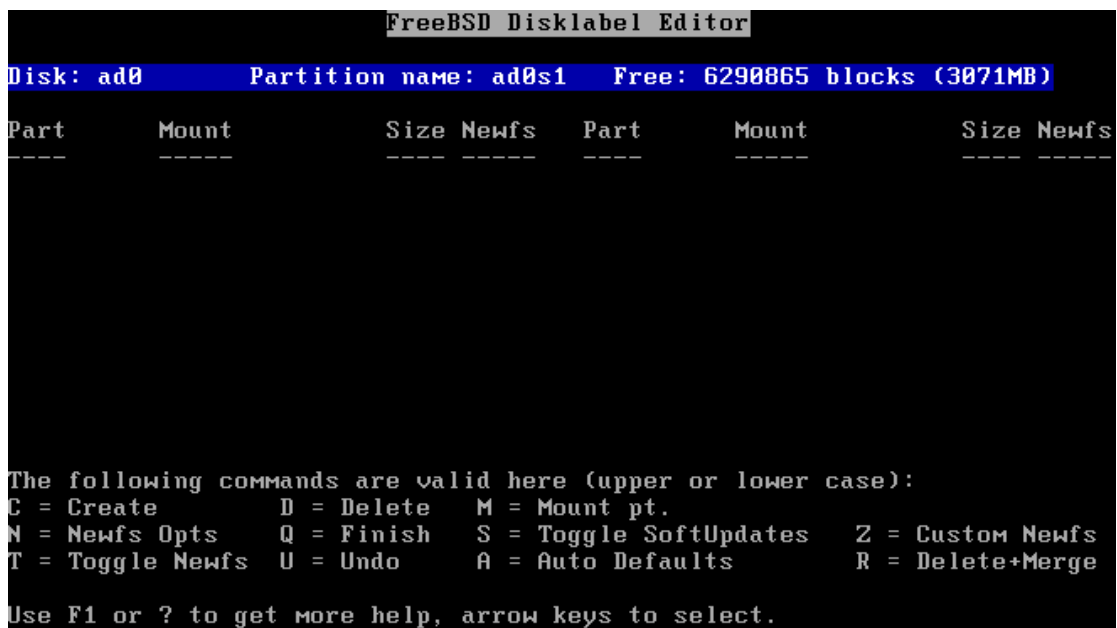 FreeBSD Disklabel Editor
Disk: ad0       Partition name: ad0s1   Free: 6290865 blocks (3071MB)
Part      Mount          Size Newfs   Part      Mount          Size Newfs
----      -----          ---- -----   ----      -----          ---- -----
The following commands are valid here (upper or lower case):
C = Create        D = Delete   M = Mount pt.
N = Newfs Opts    Q = Finish   S = Toggle SoftUpdates   Z = Custom Newfs
T = Toggle Newfs  U = Undo     A = Auto Defaults        R = Delete+Merge
Use F1 or ? to get more help, arrow keys to select.